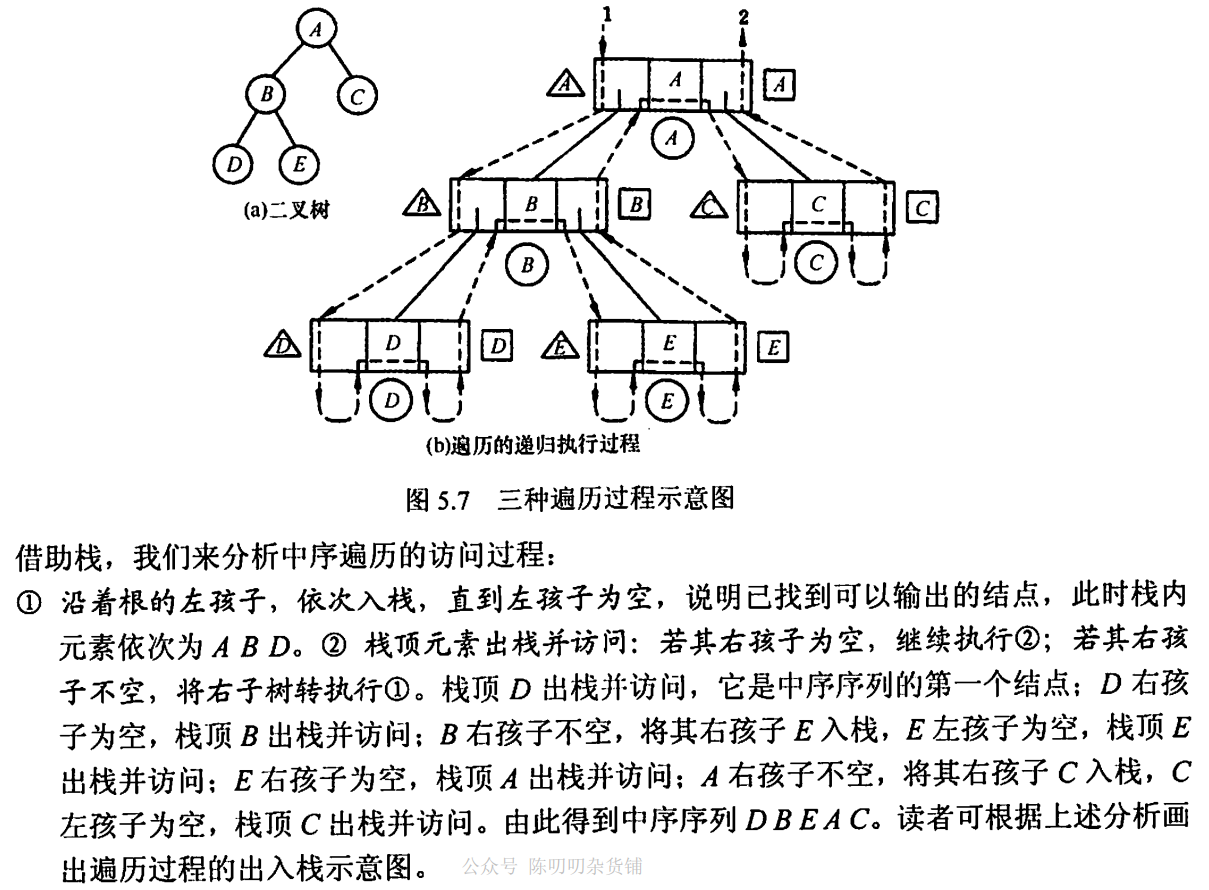 1 2
A
A A A
B C
A
D E
B B B C C C
(a)二叉树
B C
D D D E E E
D E
(b)遍历的递归执行过程
图 5.7 三种遍历过程示意图
借助栈，我们来分析中序遍历的访问过程：
① 沿着根的左孩子，依次入栈，直到左孩子为空，说明已找到可以输出的结点，此时栈内
元素依次为 A B D。② 栈顶元素出栈并访问：若其右孩子为空，继续执行②；若其右孩
子不空，将右子树转执行①。栈顶 D 出栈并访问，它是中序序列的第一个结点；D 右孩
子为空，栈顶 B 出栈并访问；B 右孩子不空，将其右孩子 E 入栈，E 左孩子为空，栈顶 E
出栈并访问；E 右孩子为空，栈顶 A 出栈并访问；A 右孩子不空，将其右孩子 C 入栈，C
左孩子为空，栈顶 C 出栈并访问。由此得到中序序列 D B E A C。读者可根据上述分析画
出遍历过程的出入栈示意图。
公众号 陈叨叨杂货铺